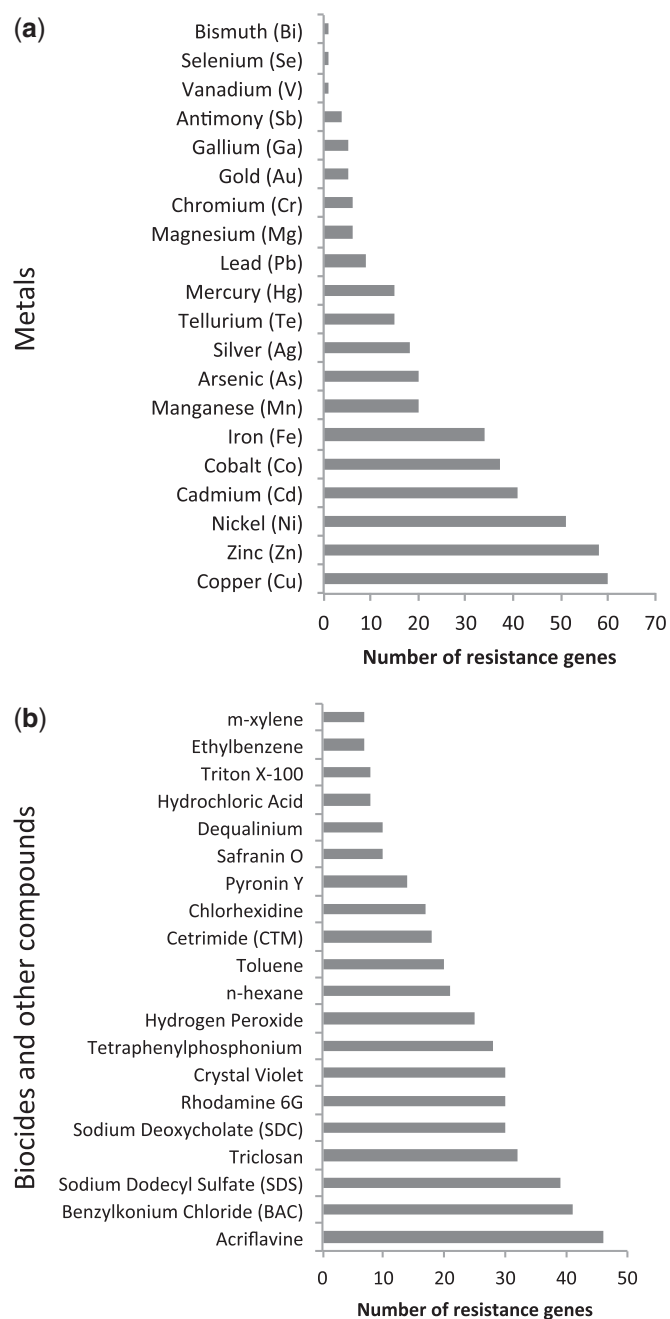 (a)
Metals
Bismuth (Bi)
Selenium (Se)
Vanadium (V)
Antimony (Sb)
Gallium (Ga)
Gold (Au)
Chromium (Cr)
Magnesium (Mg)
Lead (Pb)
Mercury (Hg)
Tellurium (Te)
Silver (Ag)
Arsenic (As)
Manganese (Mn)
Iron (Fe)
Cobalt (Co)
Cadmium (Cd)
Nickel (Ni)
Zinc (Zn)
Copper (Cu)
0 10 20 30 40 50 60 70
Number of resistance genes
(b)
Biocides and other compounds
m-xylene
Ethylbenzene
Triton X-100
Hydrochloric Acid
Dequalinium
Safranin O
Pyronin Y
Chlorhexidine
Cetrimide (CTM)
Toluene
n-hexane
Hydrogen Peroxide
Tetraphenylphosphonium
Crystal Violet
Rhodamine 6G
Sodium Deoxycholate (SDC)
Triclosan
Sodium Dodecyl Sulfate (SDS)
Benzylkonium Chloride (BAC)
Acriflavine
0 10 20 30 40 50
Number of resistance genes